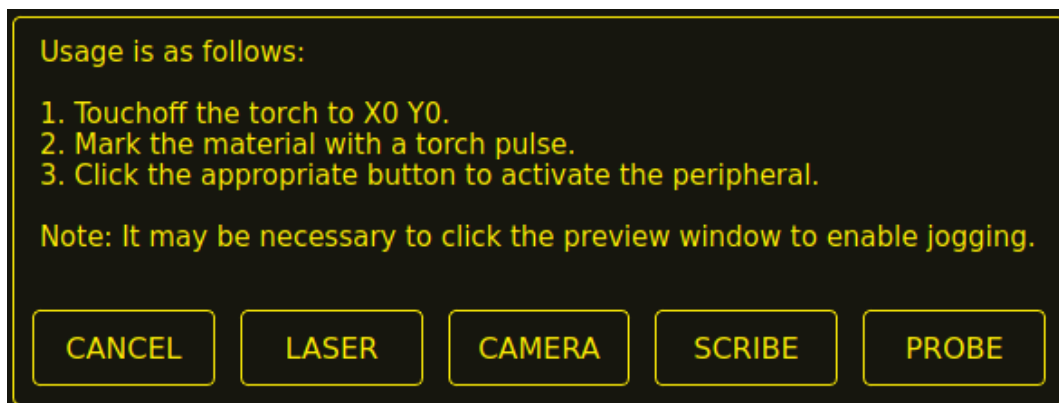 Usage is as follows:
1. Touchoff the torch to X0 Y0.
2. Mark the material with a torch pulse.
3. Click the appropriate button to activate the peripheral.
Note: It may be necessary to click the preview window to enable jogging.
CANCEL LASER CAMERA SCRIBE PROBE